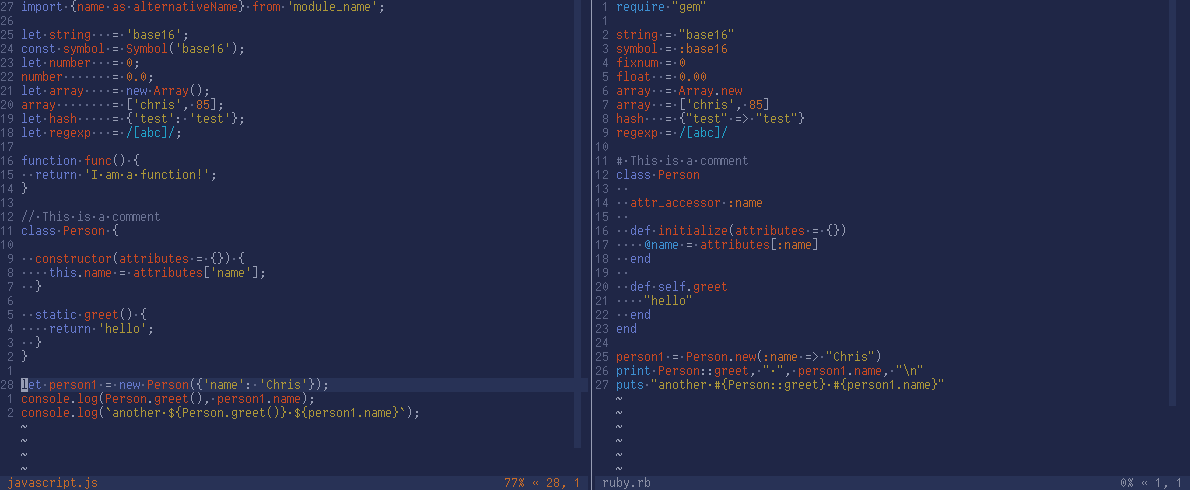 27 import {name as alternativeName} from 'module_name';
26
25 let string   = 'base16';
24 const symbol = Symbol('base16');
23 let number   = 0;
22 number       = 0.0;
21 let array    = new Array();
20 array        = ['chris', 85];
19 let hash     = {'test': 'test'};
18 let regexp   = /[abc]/;
17
16 function func() {
15   return 'I am a function!';
14 }
13
12 // This is a comment
11 class Person {
10
9   constructor(attributes = {}) {
8     this.name = attributes['name'];
7   }
6
5   static greet() {
4     return 'hello';
3   }
2 }
1
28 let person1 = new Person({'name': 'Chris'});
1 console.log(Person.greet(), person1.name);
2 console.log(`another ${Person.greet()} ${person1.name}`);
~
~
~
~
javascript.js 77% « 28, 1
1 require "gem"
1
2 string = "base16"
3 symbol = :base16
4 fixnum = 0
5 float  = 0.00
6 array  = Array.new
7 array  = ['chris', 85]
8 hash   = {"test" => "test"}
9 regexp = /[abc]/
10
11 # This is a comment
12 class Person
13
14   attr_accessor :name
15
16   def initialize(attributes = {})
17     @name = attributes[:name]
18   end
19
20   def self.greet
21     "hello"
22   end
23 end
24
25 person1 = Person.new(:name => "Chris")
26 print Person::greet, " ", person1.name, "\n"
27 puts "another #{Person::greet} #{person1.name}"
~
~
~
~
~
~
ruby.rb 0% « 1, 1